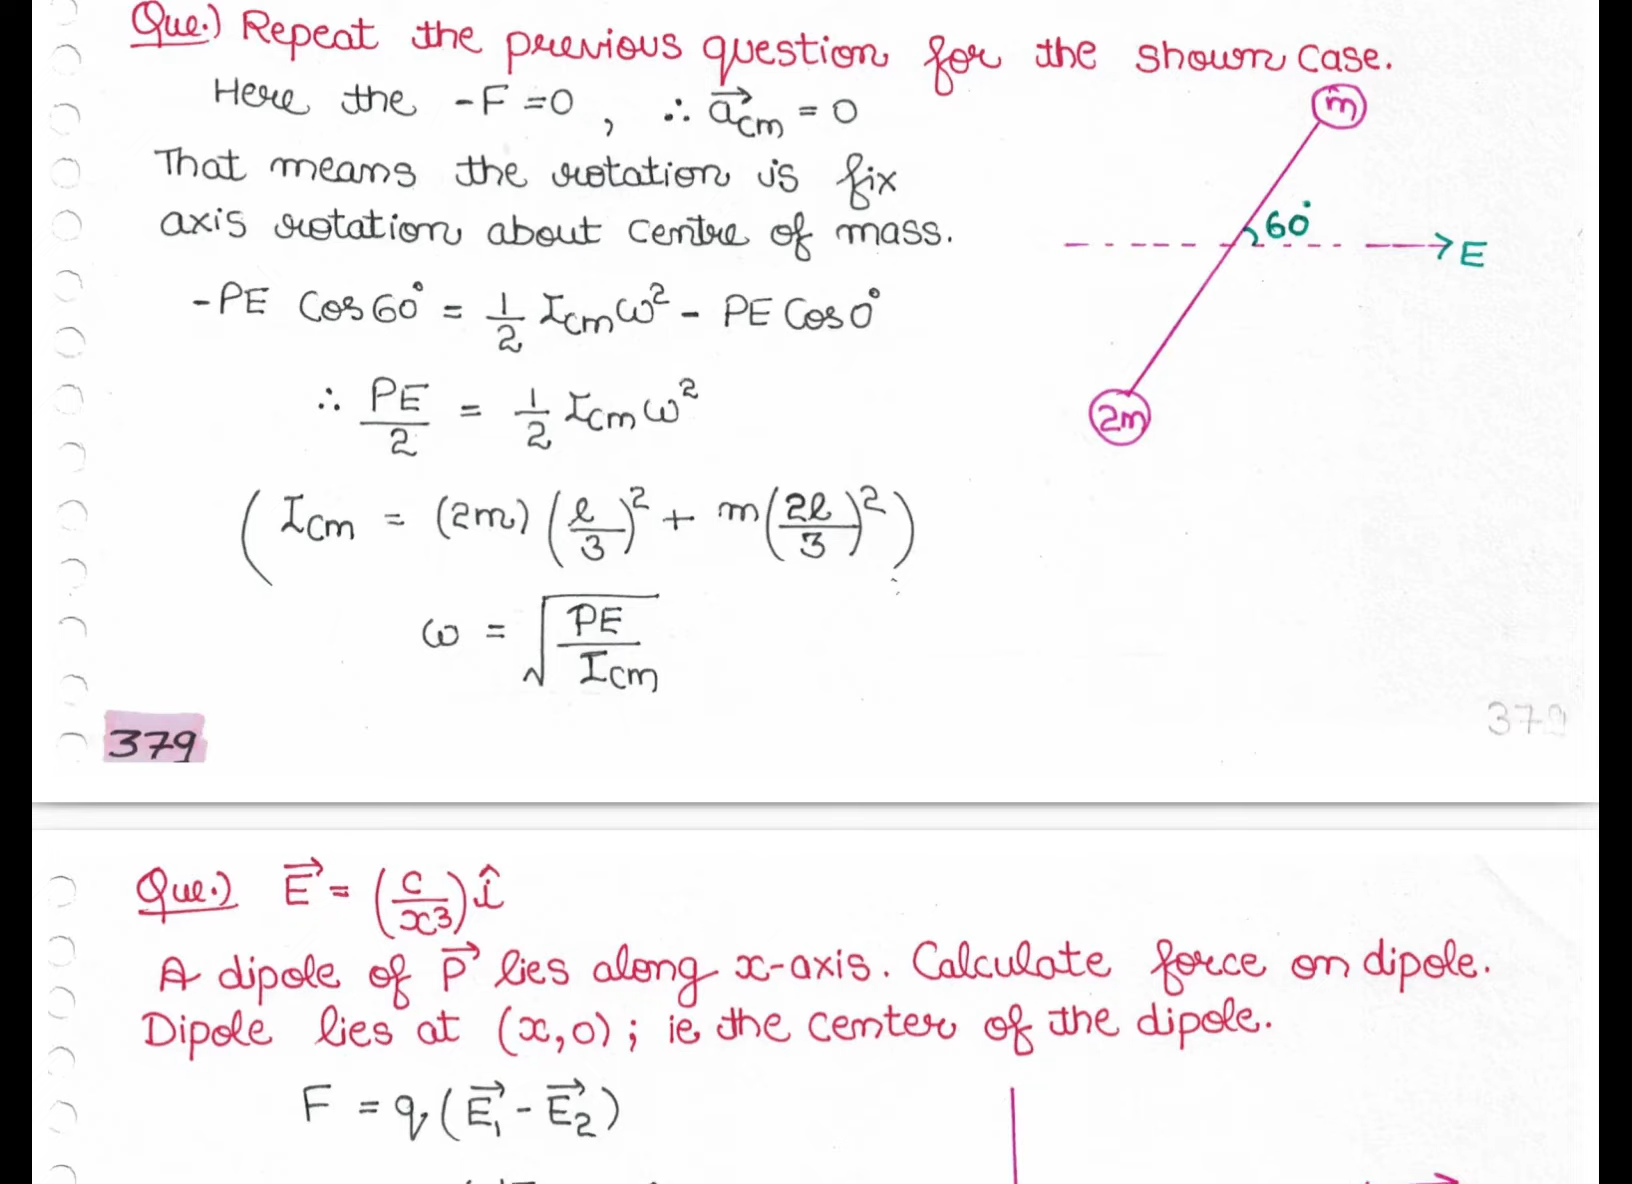 Que.) Repeat the previous question for the shown case.
Here the -F = 0 , ∴ a⃗cm = 0
m
That means the rotation is fix
axis rotation about centre of mass.
60°
E
-PE Cos 60° = 1/2 Icm ω² - PE Cos 0°
∴ PE/2 = 1/2 Icm ω²
2m
( Icm = (2m) (l/3)² + m(2l/3)² )
ω = √(PE/Icm)
379
379
Que.) E⃗ = (c/x³) î
A dipole of P⃗ lies along x-axis. Calculate force on dipole.
Dipole lies at (x,0) ; ie the center of the dipole.
F = q(E⃗₁ - E⃗₂)